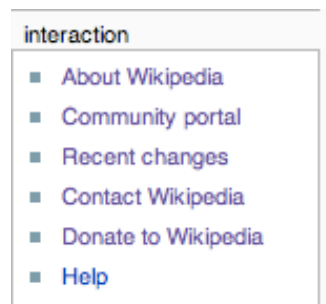 interaction
About Wikipedia
Community portal
Recent changes
Contact Wikipedia
Donate to Wikipedia
Help